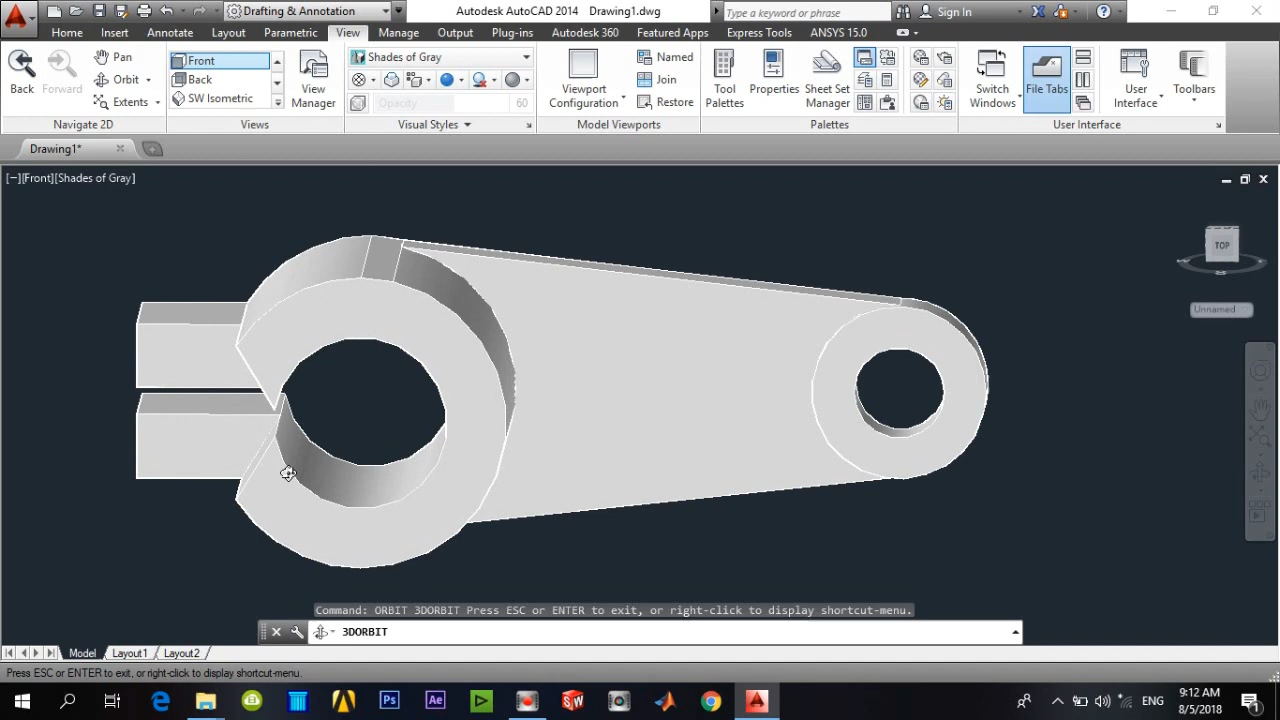 Drafting & Annotation
Autodesk AutoCAD 2014 Drawing1.dwg
Type a keyword or phrase
Sign In
Home Insert Annotate Layout Parametric View Manage Output Plug-ins Autodesk 360 Featured Apps Express Tools ANSYS 15.0
Back
Forward
Pan
Orbit
Extents
Navigate 2D
Front
Back
SW Isometric
View
Manager
Views
Shades of Gray
Opacity 60
Visual Styles
Viewport
Configuration
Named
Join
Restore
Model Viewports
Tool
Palettes
Properties
Sheet Set
Manager
Palettes
Switch
Windows
File Tabs
User
Interface
Toolbars
User Interface
Drawing1*
[−][Front][Shades of Gray]
TOP
Unnamed
Command: ORBIT 3DORBIT Press ESC or ENTER to exit, or right-click to display shortcut-menu.
3DORBIT
Model Layout1 Layout2
Press ESC or ENTER to exit, or right-click to display shortcut-menu.
Ps Ae SW
ENG
9:12 AM
8/5/2018
1